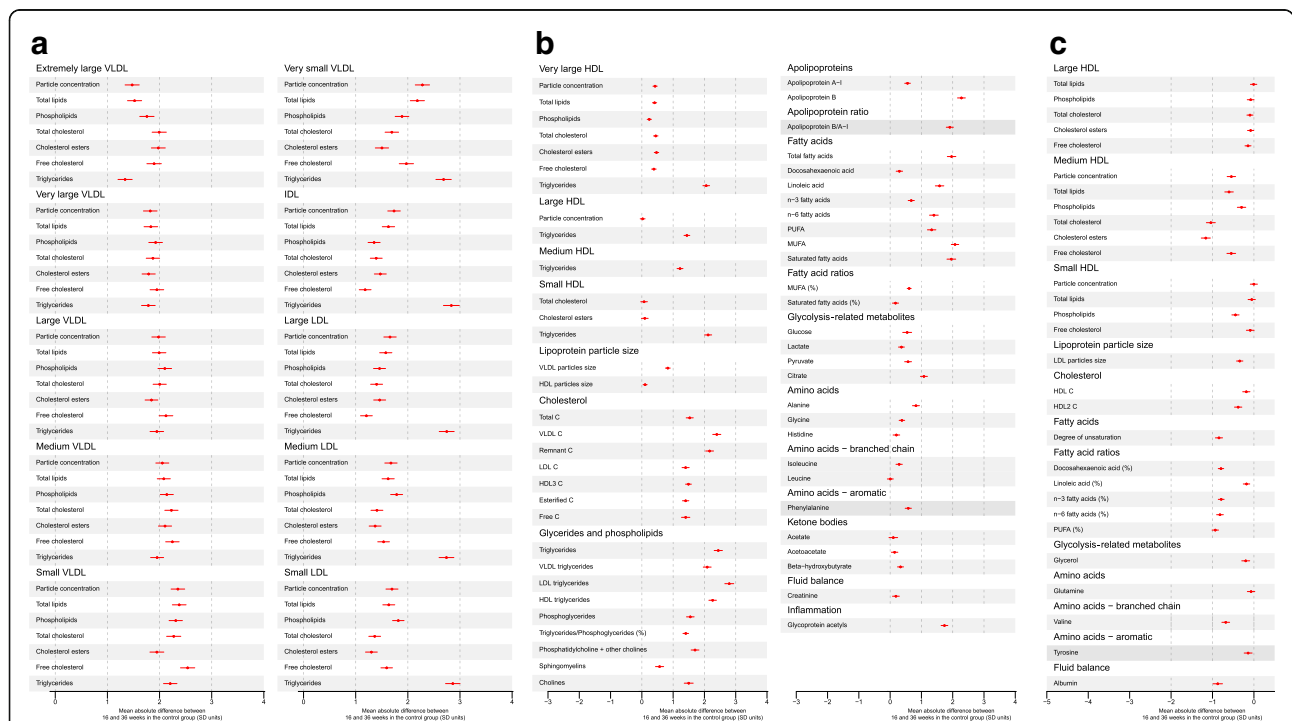 a
Extremely large VLDL
Particle concentration
Total lipids
Phospholipids
Total cholesterol
Cholesterol esters
Free cholesterol
Triglycerides
Very large VLDL
Particle concentration
Total lipids
Phospholipids
Total cholesterol
Cholesterol esters
Free cholesterol
Triglycerides
Large VLDL
Particle concentration
Total lipids
Phospholipids
Total cholesterol
Cholesterol esters
Free cholesterol
Triglycerides
Medium VLDL
Particle concentration
Total lipids
Phospholipids
Total cholesterol
Cholesterol esters
Free cholesterol
Triglycerides
Small VLDL
Particle concentration
Total lipids
Phospholipids
Total cholesterol
Cholesterol esters
Free cholesterol
Triglycerides
0 1 2 3 4
Mean absolute difference between
16 and 36 weeks in the control group (SD units)
Very small VLDL
Particle concentration
Total lipids
Phospholipids
Total cholesterol
Cholesterol esters
Free cholesterol
Triglycerides
IDL
Particle concentration
Total lipids
Phospholipids
Total cholesterol
Cholesterol esters
Free cholesterol
Triglycerides
Large LDL
Particle concentration
Total lipids
Phospholipids
Total cholesterol
Cholesterol esters
Free cholesterol
Triglycerides
Medium LDL
Particle concentration
Total lipids
Phospholipids
Total cholesterol
Cholesterol esters
Free cholesterol
Triglycerides
Small LDL
Particle concentration
Total lipids
Phospholipids
Total cholesterol
Cholesterol esters
Free cholesterol
Triglycerides
0 1 2 3 4
Mean absolute difference between
16 and 36 weeks in the control group (SD units)
b
Very large HDL
Particle concentration
Total lipids
Phospholipids
Total cholesterol
Cholesterol esters
Free cholesterol
Triglycerides
Large HDL
Particle concentration
Triglycerides
Medium HDL
Triglycerides
Small HDL
Total cholesterol
Cholesterol esters
Triglycerides
Lipoprotein particle size
VLDL particles size
HDL particles size
Cholesterol
Total C
VLDL C
Remnant C
LDL C
HDL3 C
Esterified C
Free C
Glycerides and phospholipids
Triglycerides
VLDL triglycerides
LDL triglycerides
HDL triglycerides
Phosphoglycerides
Triglycerides/Phosphoglycerides (%)
Phosphatidylcholine + other cholines
Sphingomyelins
Cholines
−3 −2 −1 0 1 2 3 4
Mean absolute difference between
16 and 36 weeks in the control group (SD units)
Apolipoproteins
Apolipoprotein A−I
Apolipoprotein B
Apolipoprotein ratio
Apolipoprotein B/A−I
Fatty acids
Total fatty acids
Docosahexaenoic acid
Linoleic acid
n−3 fatty acids
n−6 fatty acids
PUFA
MUFA
Saturated fatty acids
Fatty acid ratios
MUFA (%)
Saturated fatty acids (%)
Glycolysis−related metabolites
Glucose
Lactate
Pyruvate
Citrate
Amino acids
Alanine
Glycine
Histidine
Amino acids − branched chain
Isoleucine
Leucine
Amino acids − aromatic
Phenylalanine
Ketone bodies
Acetate
Acetoacetate
Beta−hydroxybutyrate
Fluid balance
Creatinine
Inflammation
Glycoprotein acetyls
−3 −2 −1 0 1 2 3 4
Mean absolute difference between
16 and 36 weeks in the control group (SD units)
c
Large HDL
Total lipids
Phospholipids
Total cholesterol
Cholesterol esters
Free cholesterol
Medium HDL
Particle concentration
Total lipids
Phospholipids
Total cholesterol
Cholesterol esters
Free cholesterol
Small HDL
Particle concentration
Total lipids
Phospholipids
Free cholesterol
Lipoprotein particle size
LDL particles size
Cholesterol
HDL C
HDL2 C
Fatty acids
Degree of unsaturation
Fatty acid ratios
Docosahexaenoic acid (%)
Linoleic acid (%)
n−3 fatty acids (%)
n−6 fatty acids (%)
PUFA (%)
Glycolysis−related metabolites
Glycerol
Amino acids
Glutamine
Amino acids − branched chain
Valine
Amino acids − aromatic
Tyrosine
Fluid balance
Albumin
−5 −4 −3 −2 −1 0
Mean absolute difference between
16 and 36 weeks in the control group (SD units)